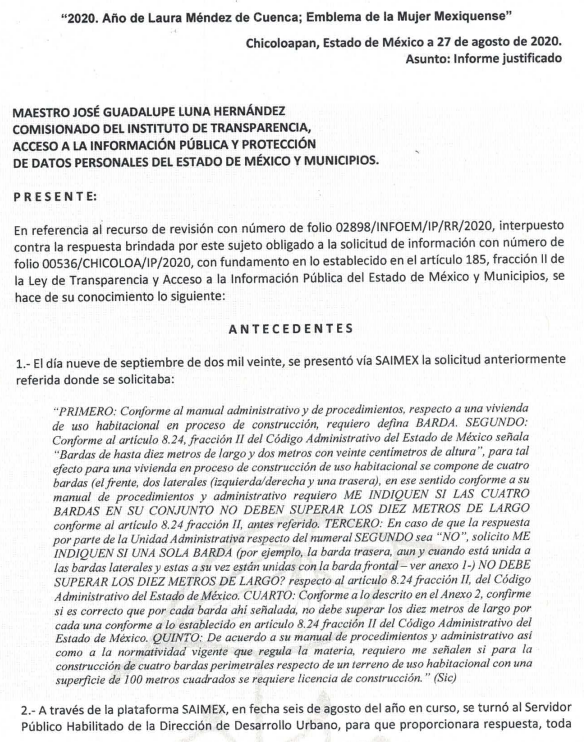 “2020. Año de Laura Méndez de Cuenca; Emblema de la Mujer Mexiquense”
Chicoloapan, Estado de México a 27 de agosto de 2020.
Asunto: Informe justificado
MAESTRO JOSÉ GUADALUPE LUNA HERNÁNDEZ
COMISIONADO DEL INSTITUTO DE TRANSPARENCIA,
ACCESO A LA INFORMACIÓN PÚBLICA Y PROTECCIÓN
DE DATOS PERSONALES DEL ESTADO DE MÉXICO Y MUNICIPIOS.
P R E S E N T E:
En referencia al recurso de revisión con número de folio 02898/INFOEM/IP/RR/2020, interpuesto
contra la respuesta brindada por este sujeto obligado a la solicitud de información con número de
folio 00536/CHICOLOA/IP/2020, con fundamento en lo establecido en el artículo 185, fracción II de
la Ley de Transparencia y Acceso a la Información Pública del Estado de México y Municipios, se
hace de su conocimiento lo siguiente:
A N T E C E D E N T E S
1.- El día nueve de septiembre de dos mil veinte, se presentó vía SAIMEX la solicitud anteriormente
referida donde se solicitaba:
“PRIMERO: Conforme al manual administrativo y de procedimientos, respecto a una vivienda
de uso habitacional en proceso de construcción, requiero defina BARDA. SEGUNDO:
Conforme al artículo 8.24, fracción II del Código Administrativo del Estado de México señala
“Bardas de hasta diez metros de largo y dos metros con veinte centímetros de altura”, para tal
efecto para una vivienda en proceso de construcción de uso habitacional se compone de cuatro
bardas (el frente, dos laterales (izquierda/derecha y una trasera), en ese sentido conforme a su
manual de procedimientos y administrativo requiero ME INDIQUEN SI LAS CUATRO
BARDAS EN SU CONJUNTO NO DEBEN SUPERAR LOS DIEZ METROS DE LARGO
conforme al artículo 8.24 fracción II, antes referido. TERCERO: En caso de que la respuesta
por parte de la Unidad Administrativa respecto del numeral SEGUNDO sea “NO”, solicito ME
INDIQUEN SI UNA SOLA BARDA (por ejemplo, la barda trasera, aun y cuando está unida a
las bardas laterales y estas a su vez están unidas con la barda frontal – ver anexo 1-) NO DEBE
SUPERAR LOS DIEZ METROS DE LARGO? respecto al artículo 8.24 fracción II, del Código
Administrativo del Estado de México. CUARTO: Conforme a lo descrito en el Anexo 2, confirme
si es correcto que por cada barda ahí señalada, no debe superar los diez metros de largo por
cada una conforme a lo establecido en artículo 8.24 fracción II del Código Administrativo del
Estado de México. QUINTO: De acuerdo a su manual de procedimientos y administrativo asi
como a la normatividad vigente que regula la materia, requiero me señalen si para la
construcción de cuatro bardas perimetrales respecto de un terreno de uso habitacional con una
superficie de 100 metros cuadrados se requiere licencia de construcción.” (Sic)
2.- A través de la plataforma SAIMEX, en fecha seis de agosto del año en curso, se turnó al Servidor
Público Habilitado de la Dirección de Desarrollo Urbano, para que proporcionara respuesta, toda